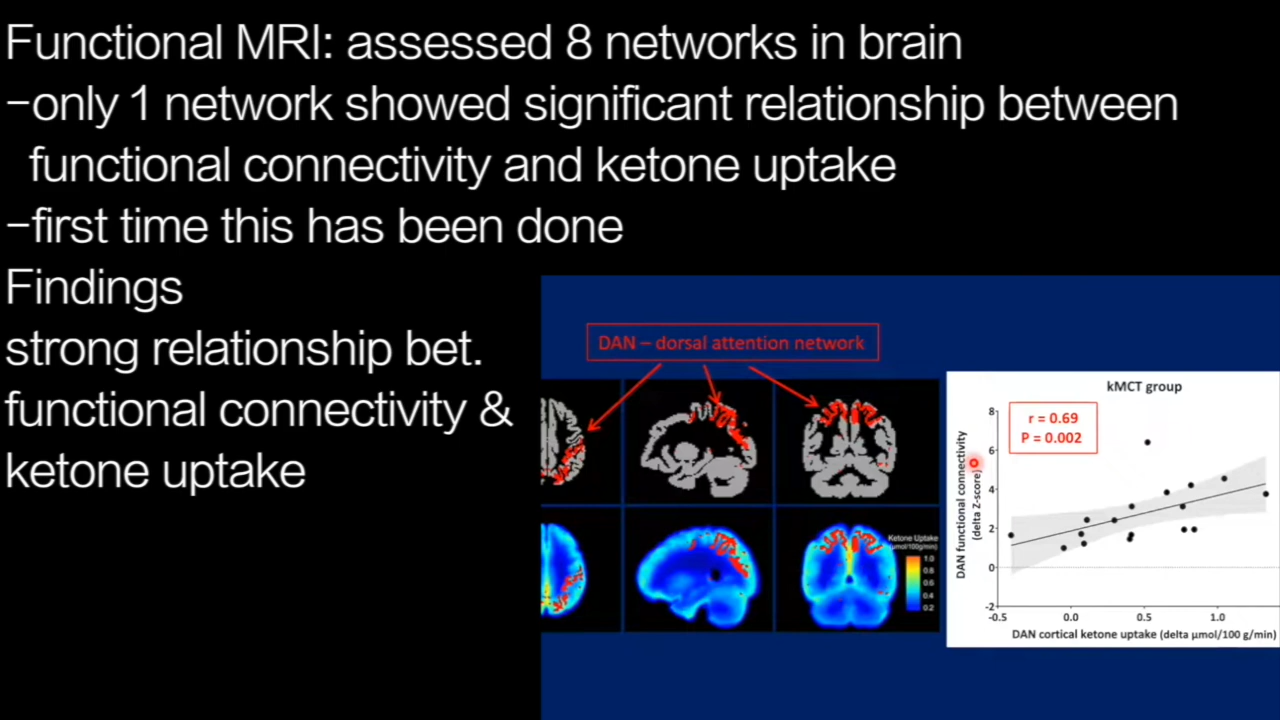 Functional MRI: assessed 8 networks in brain
-only 1 network showed significant relationship between
functional connectivity and ketone uptake
-first time this has been done
Findings
strong relationship bet.
functional connectivity &
ketone uptake
DAN – dorsal attention network
Ketone Uptake
(μmol/100g/min)
1.0
0.8
0.6
0.4
0.2
kMCT group
r = 0.69
P = 0.002
DAN functional connectivity
(delta Z-score)
8
6
4
2
0
-2
-0.5 0.0 0.5 1.0
DAN cortical ketone uptake (delta μmol/100 g/min)